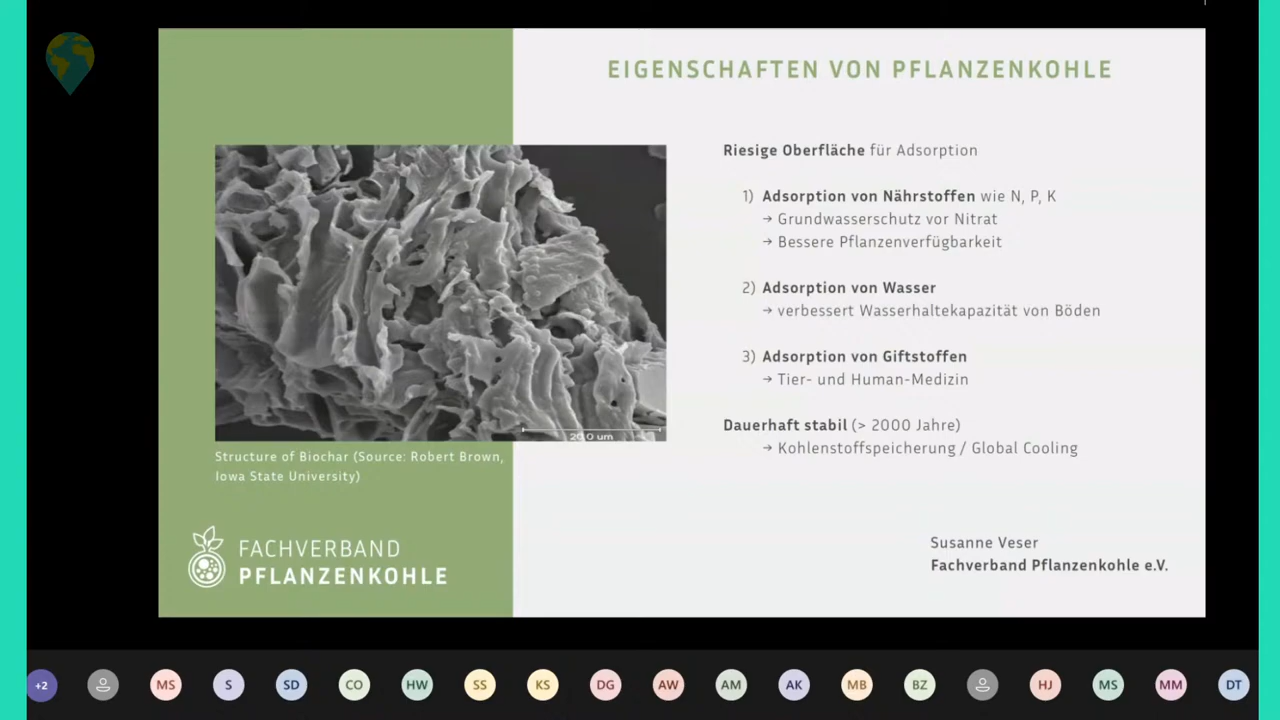 EIGENSCHAFTEN VON PFLANZENKOHLE
Riesige Oberfläche für Adsorption
1) Adsorption von Nährstoffen wie N, P, K
→ Grundwasserschutz vor Nitrat
→ Bessere Pflanzenverfügbarkeit
2) Adsorption von Wasser
→ verbessert Wasserhaltekapazität von Böden
3) Adsorption von Giftstoffen
→ Tier- und Human-Medizin
Dauerhaft stabil (> 2000 Jahre)
→ Kohlenstoffspeicherung / Global Cooling
20.0 um
Structure of Biochar (Source: Robert Brown,
Iowa State University)
FACHVERBAND
PFLANZENKOHLE
Susanne Veser
Fachverband Pflanzenkohle e.V.
+2 MS S SD CO HW SS KS DG AW AM AK MB BZ HJ MS MM DT